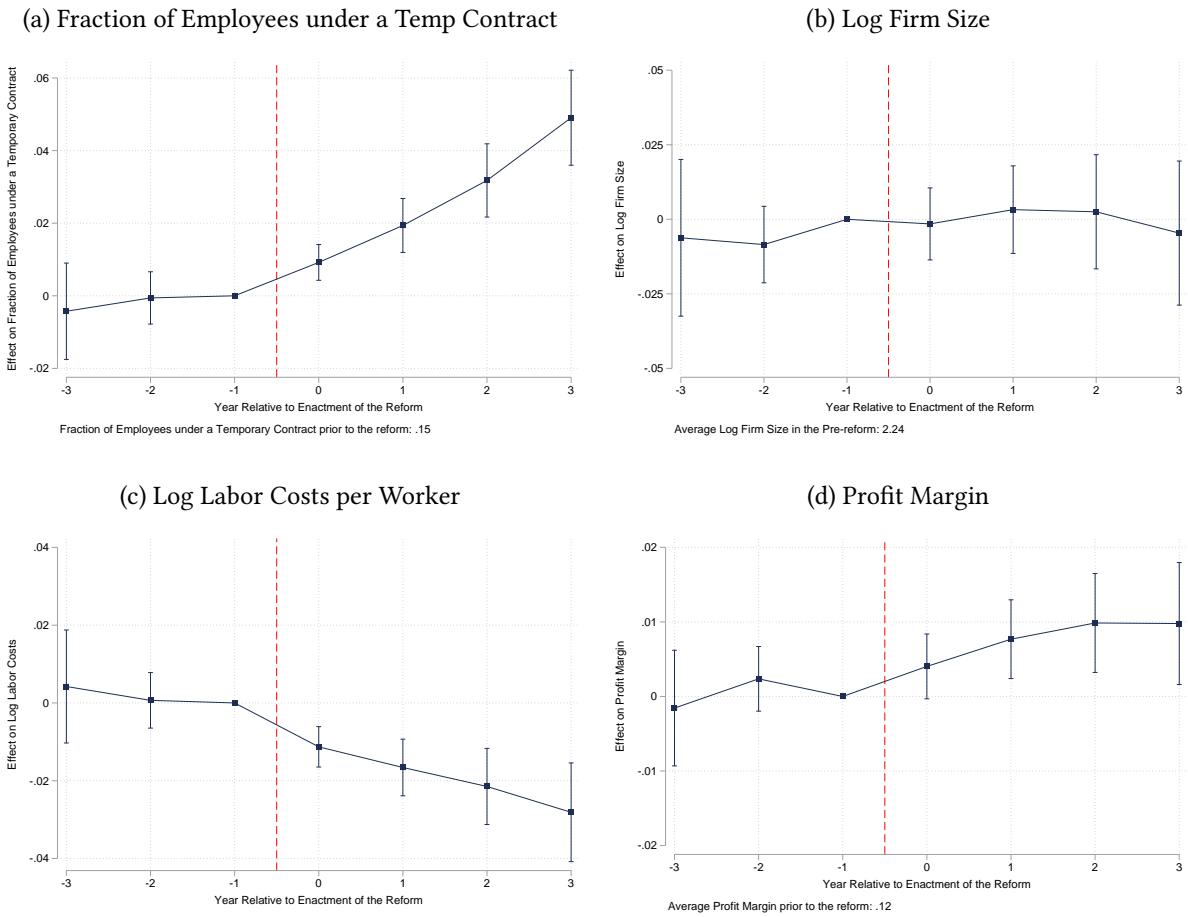 (a) Fraction of Employees under a Temp Contract
Effect on Fraction of Employees under a Temporary Contract
.06
.04
.02
0
-.02
-3 -2 -1 0 1 2 3
Year Relative to Enactment of the Reform
Fraction of Employees under a Temporary Contract prior to the reform: .15
(b) Log Firm Size
Effect on Log Firm Size
.05
.025
0
-.025
-.05
-3 -2 -1 0 1 2 3
Year Relative to Enactment of the Reform
Average Log Firm Size in the Pre-reform: 2.24
(c) Log Labor Costs per Worker
Effect on Log Labor Costs
.04
.02
0
-.02
-.04
-3 -2 -1 0 1 2 3
Year Relative to Enactment of the Reform
(d) Profit Margin
Effect on Profit Margin
.02
.01
0
-.01
-.02
-3 -2 -1 0 1 2 3
Year Relative to Enactment of the Reform
Average Profit Margin prior to the reform: .12